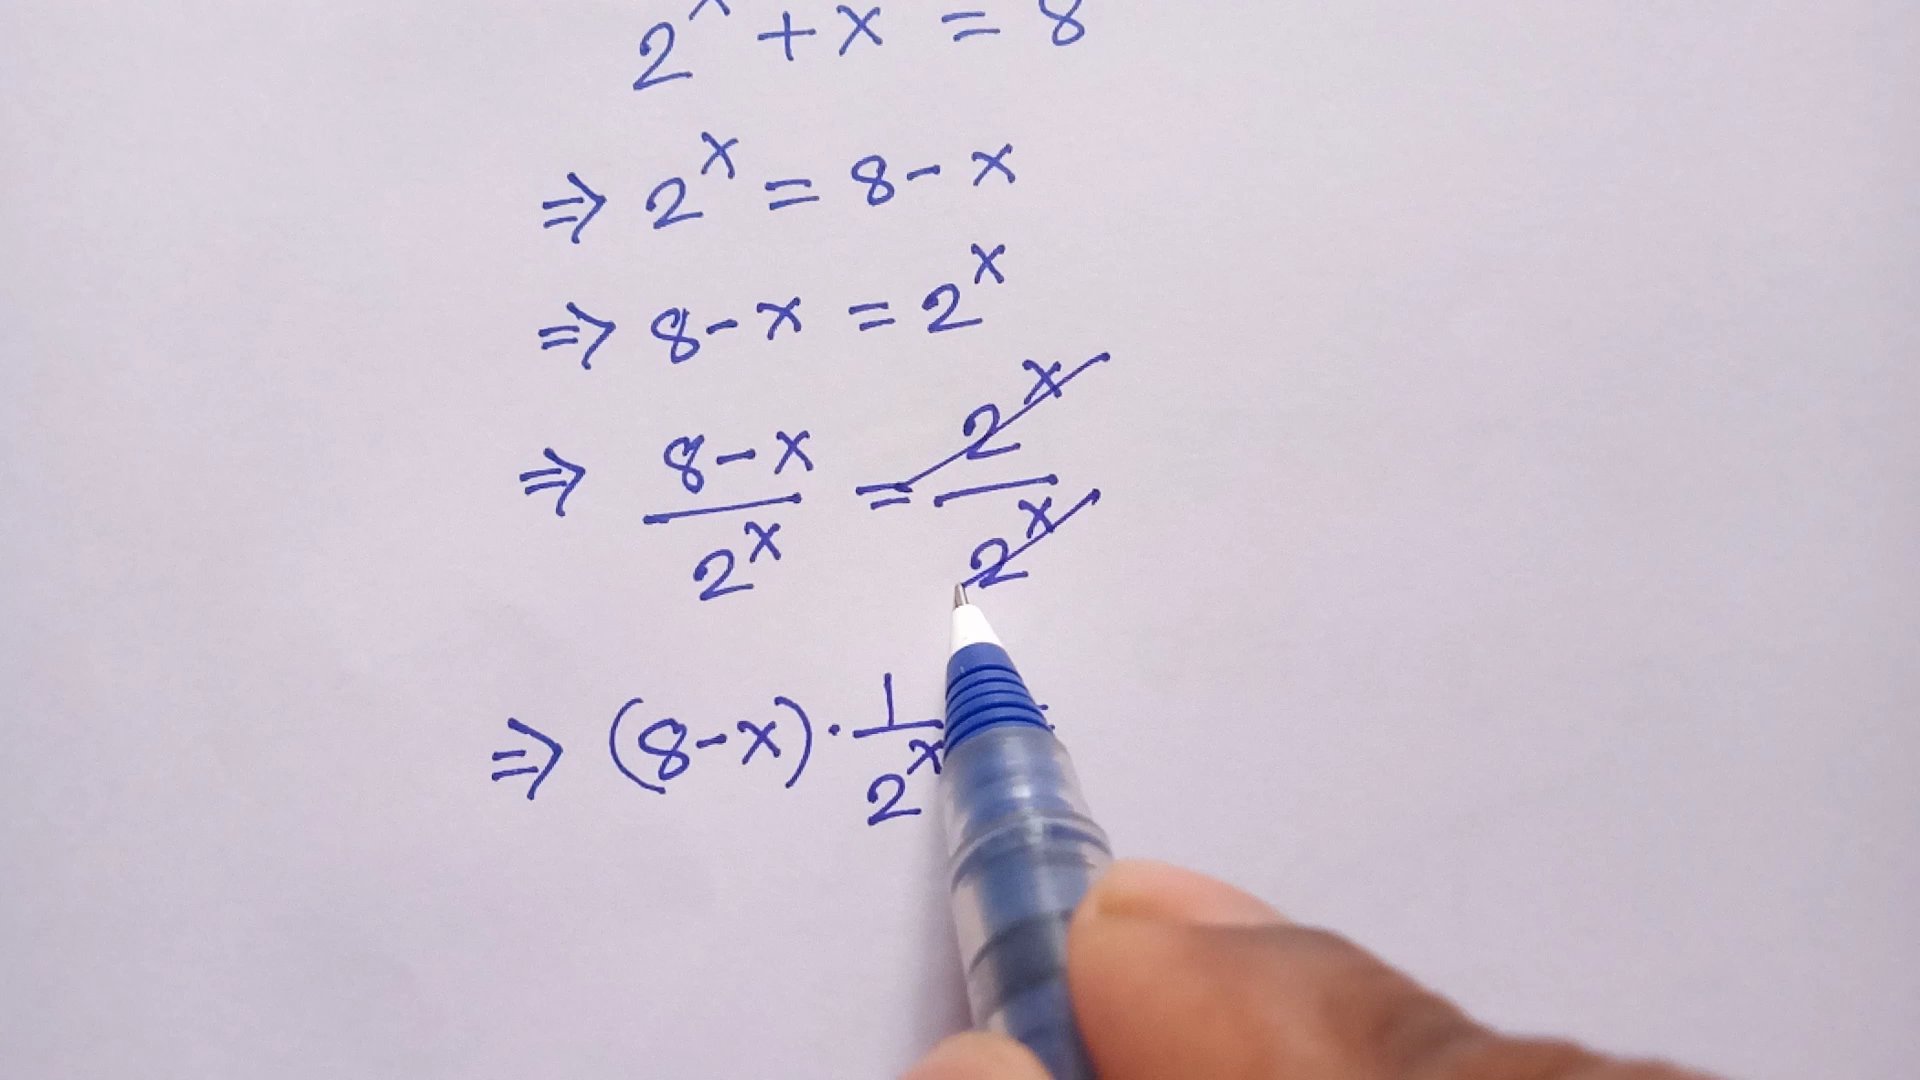 2^x + x = 8
⇒ 2^x = 8 - x
⇒ 8 - x = 2^x
⇒ (8 - x)/2^x = 2^x/2^x
⇒ (8-x) · 1/2^x =